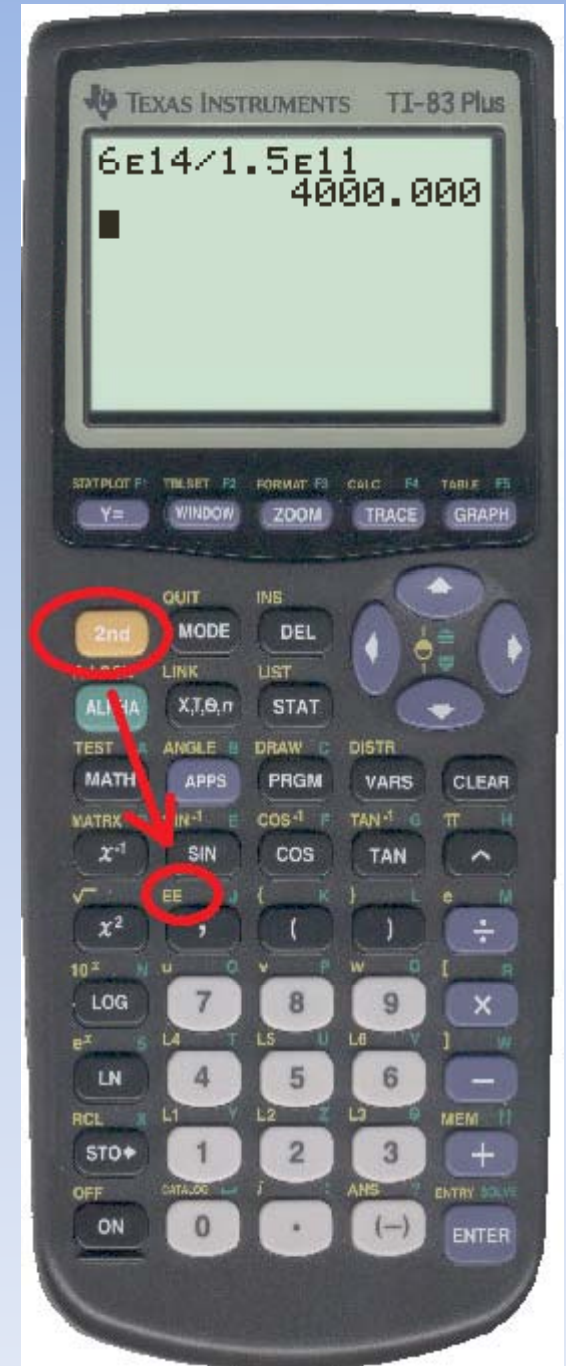 TEXAS INSTRUMENTS TI-83 Plus
6E14/1.5E11
4000.000
STAT PLOT F1 TBLSET F2 FORMAT F3 CALC F4 TABLE F5
Y= WINDOW ZOOM TRACE GRAPH
QUIT INS
2nd MODE DEL
LINK LIST
ALPHA X,T,Θ,n STAT
TEST A ANGLE B DRAW C DISTR
MATH APPS PRGM VARS CLEAR
MATRX SIN⁻¹ E COS⁻¹ F TAN⁻¹ G π H
x⁻¹ SIN COS TAN ^
√ EE J { K } L e M
x² , ( ) ÷
10ˣ N u O v P w Q [ R
LOG 7 8 9 ×
eˣ S L4 T L5 U L6 V ] W
LN 4 5 6 −
RCL X L1 Y L2 Z L3 θ MEM "
STO▸ 1 2 3 +
OFF CATALOG i : ANS ? ENTRY SOLVE
ON 0 . (−) ENTER